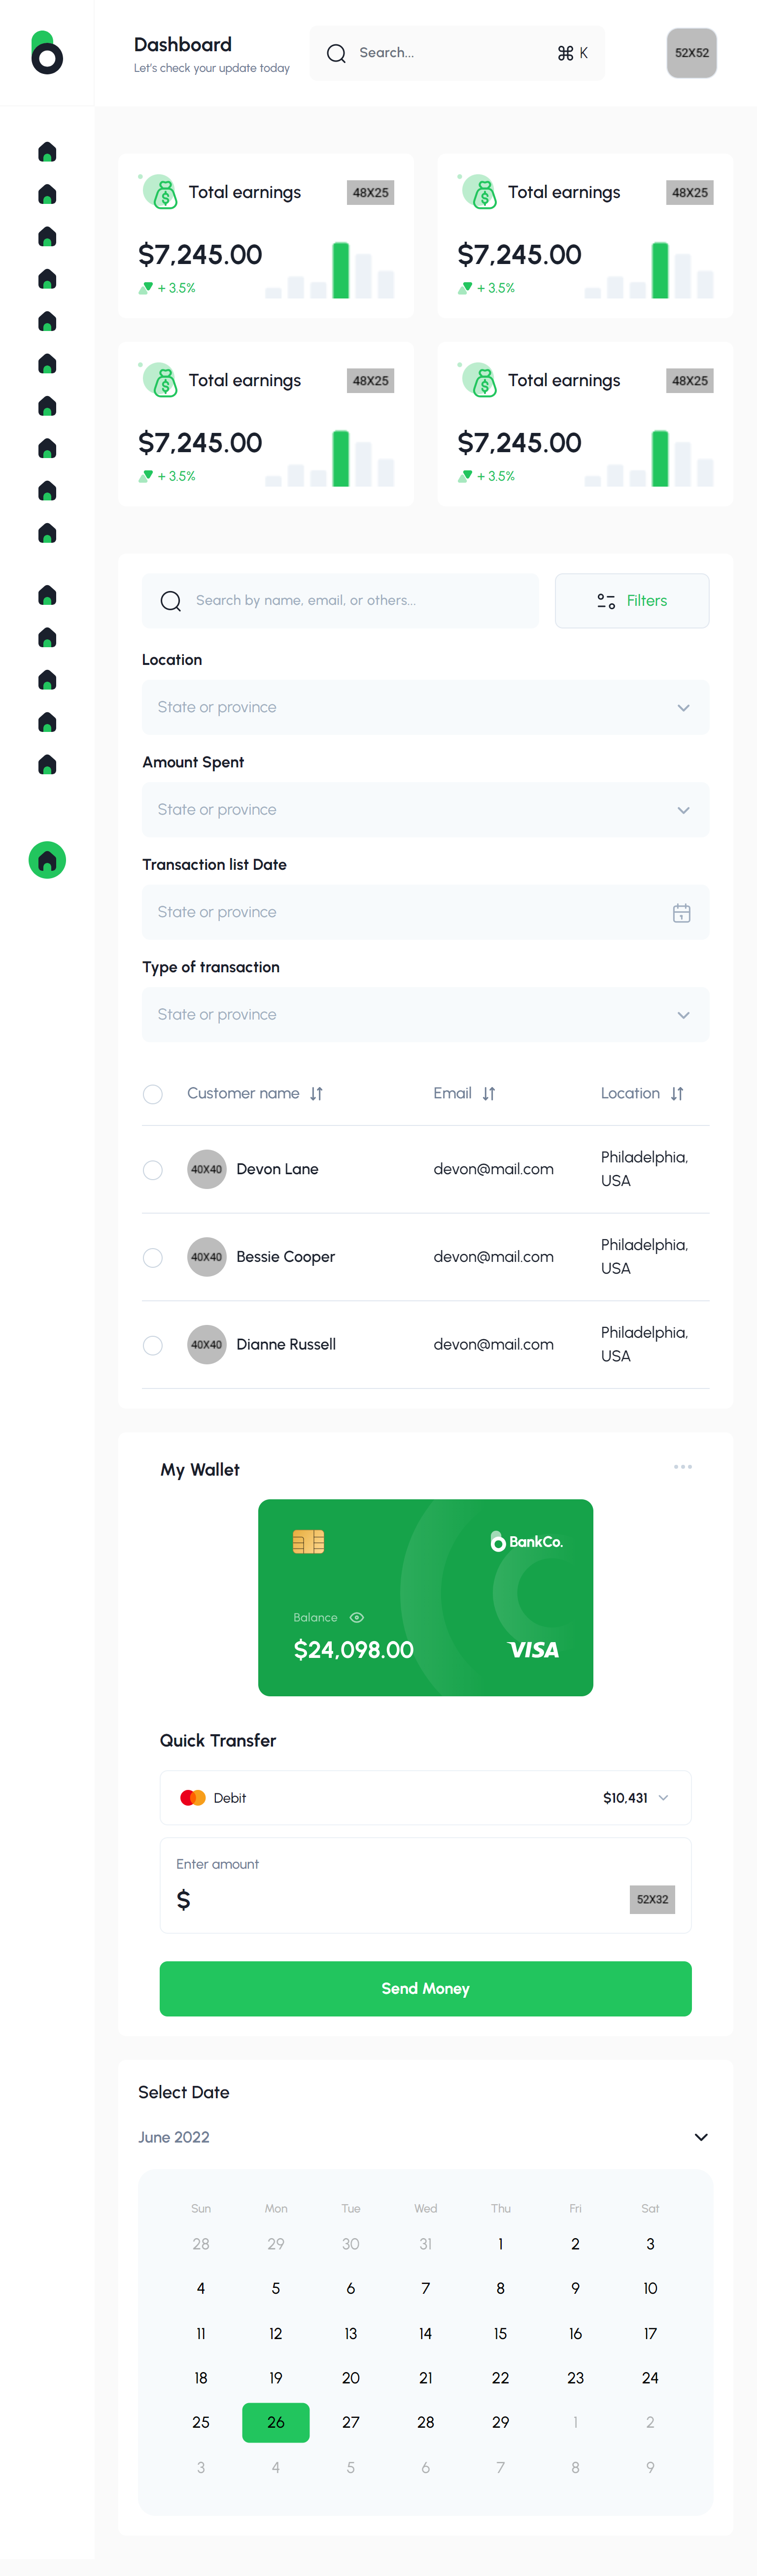 Dashboard
Let's check your update today
Search...
⌘ K
52X52
Total earnings
48X25
$7,245.00
+ 3.5%
Total earnings
48X25
$7,245.00
+ 3.5%
Total earnings
48X25
$7,245.00
+ 3.5%
Total earnings
48X25
$7,245.00
+ 3.5%
Search by name, email, or others...
Filters
Location
State or province
Amount Spent
State or province
Transaction list Date
State or province
Type of transaction
State or province
Customer name Email Location
40X40 Devon Lane devon@mail.com Philadelphia,
USA
40X40 Bessie Cooper devon@mail.com Philadelphia,
USA
40X40 Dianne Russell devon@mail.com Philadelphia,
USA
My Wallet
BankCo.
Balance
$24,098.00
VISA
Quick Transfer
Debit $10,431
Enter amount
$
52X32
Send Money
Select Date
June 2022
Sun Mon Tue Wed Thu Fri Sat
28 29 30 31 1 2 3
4 5 6 7 8 9 10
11 12 13 14 15 16 17
18 19 20 21 22 23 24
25 26 27 28 29 1 2
3 4 5 6 7 8 9